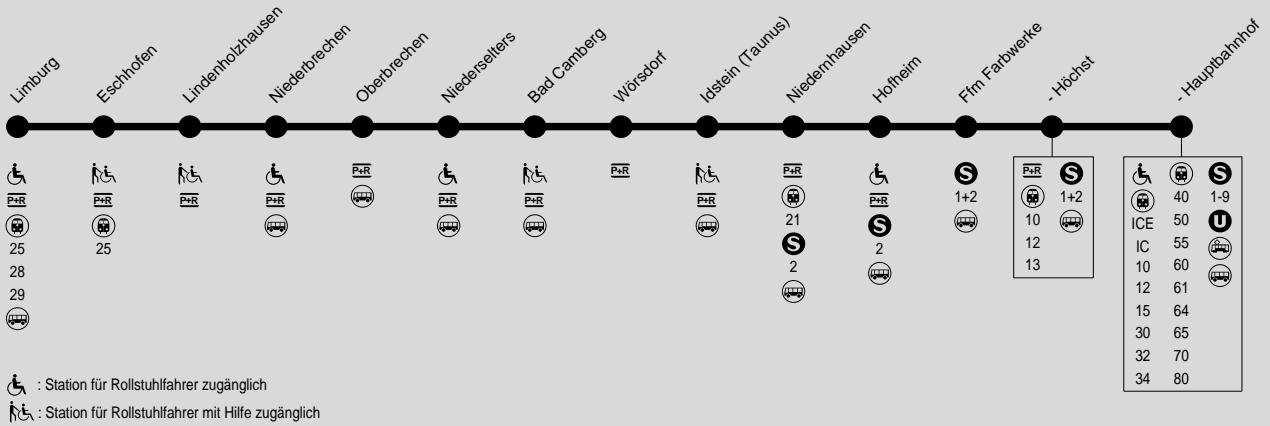 Limburg
Eschhofen
Lindenholzhausen
Niederbrechen
Oberbrechen
Niederselters
Bad Camberg
Wörsdorf
Idstein (Taunus)
Niedernhausen
Hofheim
Ffm Farbwerke
- Höchst
- Hauptbahnhof
P+R
25
28
29
P+R
25
P+R
P+R
P+R
P+R
P+R
P+R
P+R
P+R
21
S
2
P+R
S
2
S
1+2
P+R
10
12
13
S
1+2
ICE
IC
10
12
15
30
32
34
40
50
55
60
61
64
65
70
80
S
1-9
U
: Station für Rollstuhlfahrer zugänglich
: Station für Rollstuhlfahrer mit Hilfe zugänglich